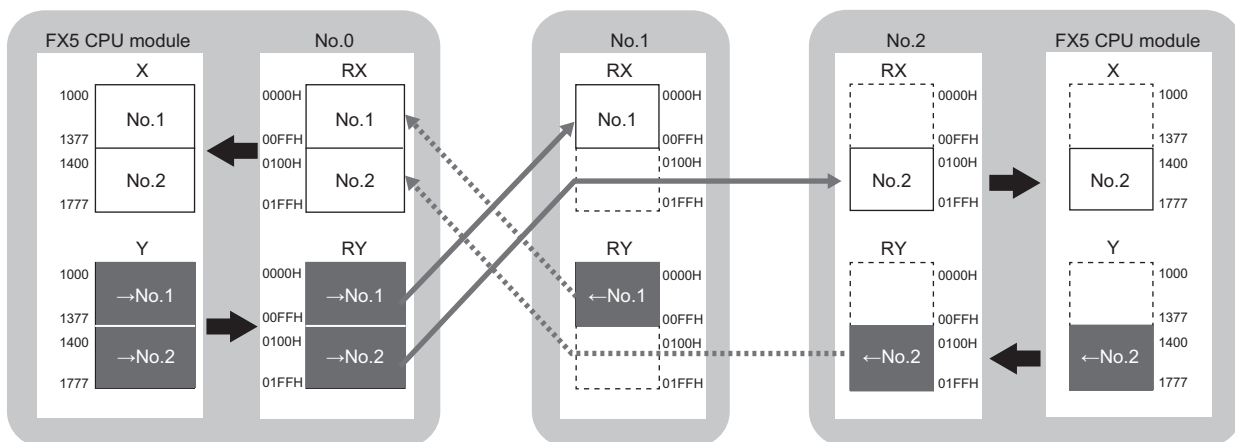 FX5 CPU module
No.0
No.1
No.2
FX5 CPU module
X
1000
No.1
1377
1400
No.2
1777
Y
1000
→No.1
1377
1400
→No.2
1777
RX
0000H
No.1
00FFH
0100H
No.2
01FFH
RY
0000H
→No.1
00FFH
0100H
→No.2
01FFH
RX
0000H
No.1
00FFH
0100H
01FFH
RY
0000H
←No.1
00FFH
0100H
01FFH
RX
0000H
00FFH
0100H
No.2
01FFH
RY
0000H
00FFH
0100H
←No.2
01FFH
X
1000
1377
1400
No.2
1777
Y
1000
1377
1400
←No.2
1777